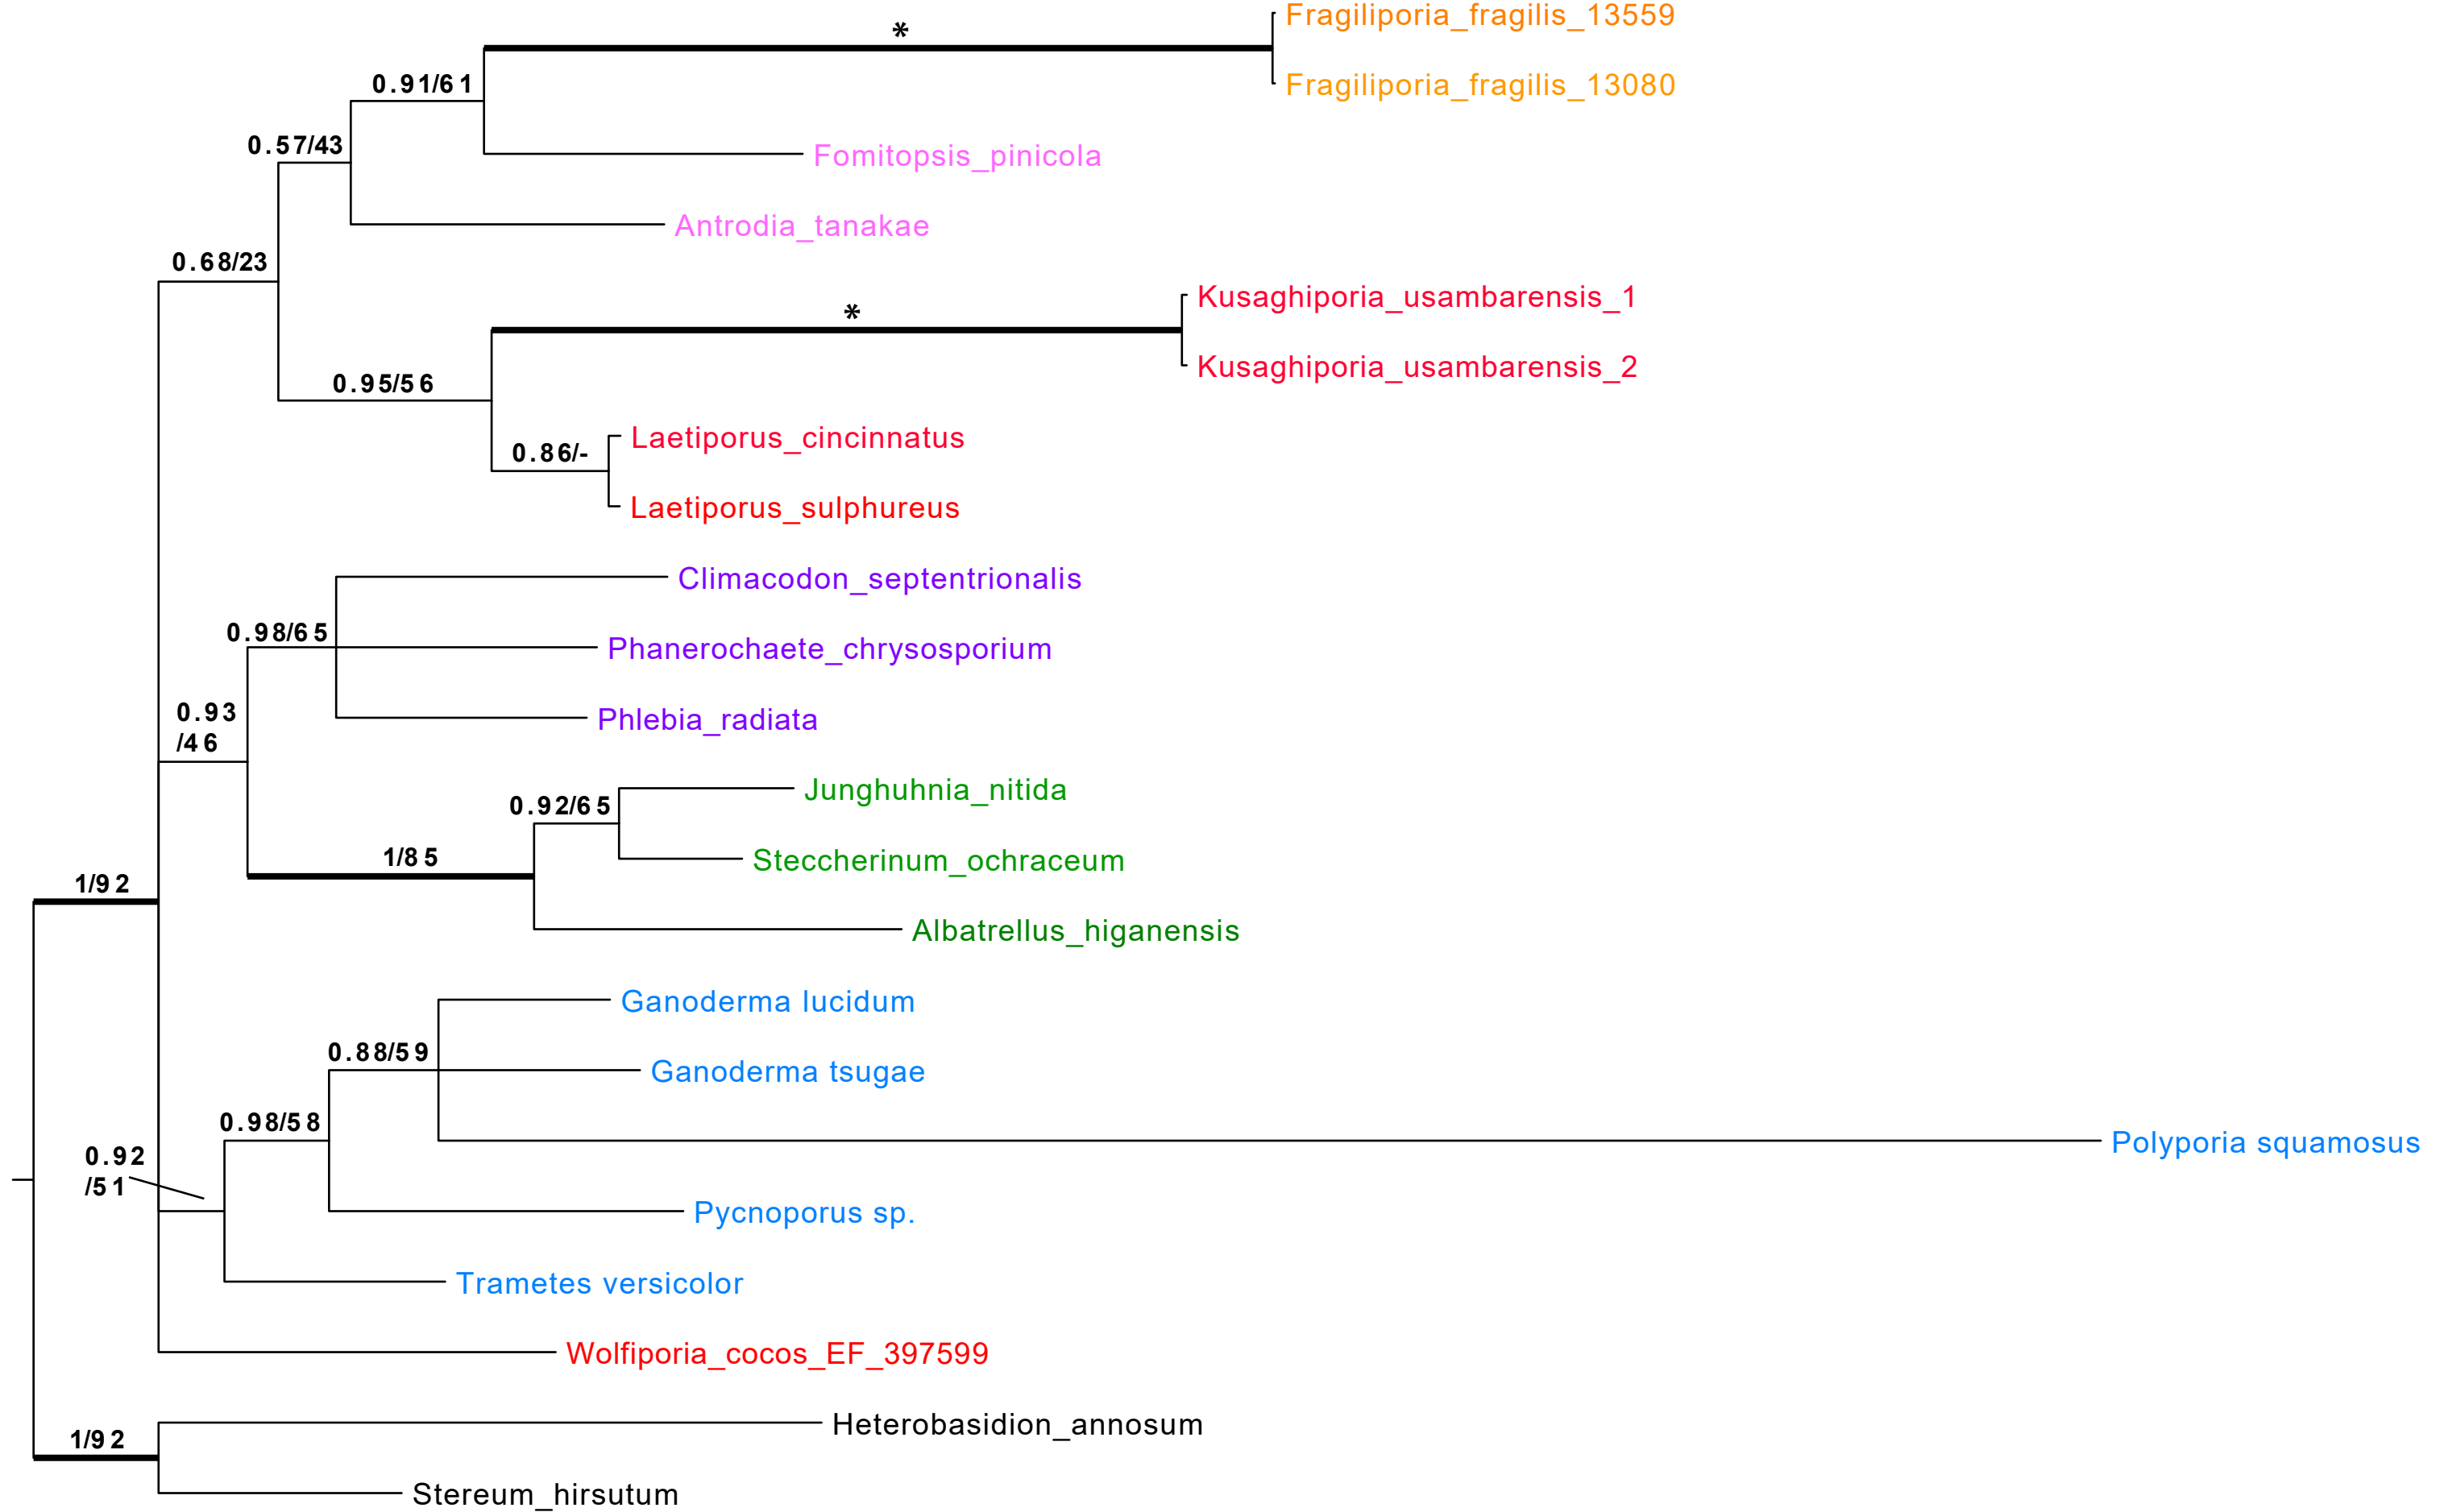 Fragiliporia_fragilis_13559
*
0.91/61
Fragiliporia_fragilis_13080
0.57/43
Fomitopsis_pinicola
Antrodia_tanakae
0.68/23
Kusaghiporia_usambarensis_1
*
Kusaghiporia_usambarensis_2
0.95/56
Laetiporus_cincinnatus
0.86/-
Laetiporus_sulphureus
Climacodon_septentrionalis
0.98/65
Phanerochaete_chrysosporium
0.93
/46
Phlebia_radiata
Junghuhnia_nitida
0.92/65
1/85
Steccherinum_ochraceum
1/92
Albatrellus_higanensis
Ganoderma lucidum
0.88/59
Ganoderma tsugae
0.98/58
Polyporia squamosus
0.92
/51
Pycnoporus sp.
Trametes versicolor
Wolfiporia_cocos_EF_397599
Heterobasidion_annosum
1/92
Stereum_hirsutum